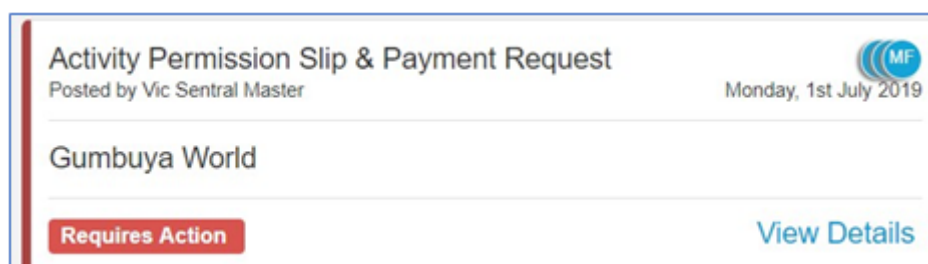 Activity Permission Slip & Payment Request
MF
Posted by Vic Sentral Master
Monday, 1st July 2019
Gumbuya World
Requires Action
View Details